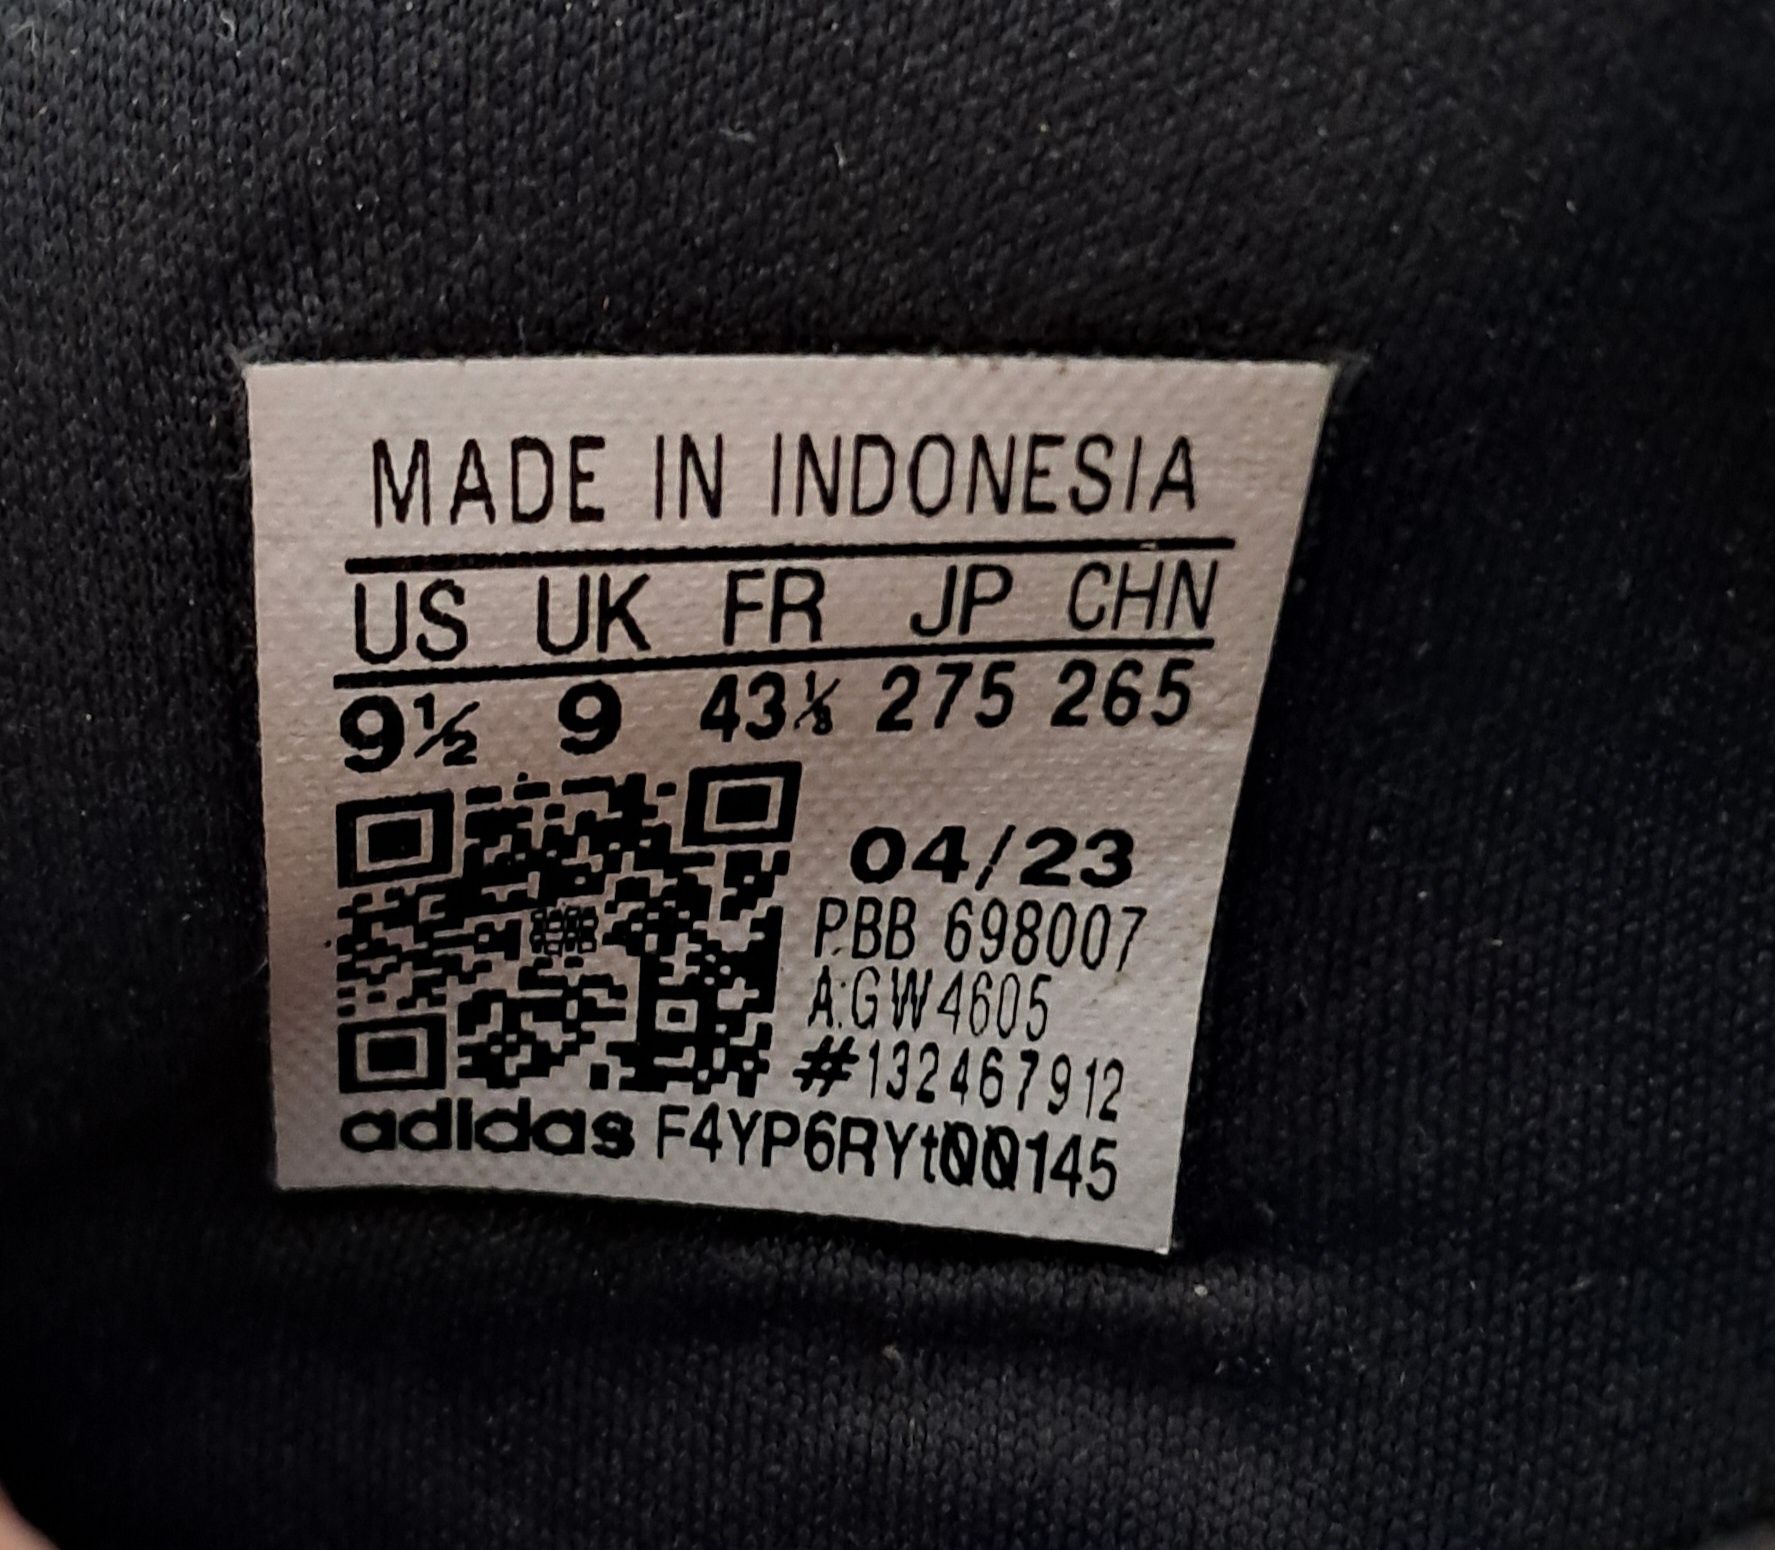 MADE IN INDONESIA
US UK FR JP CHN
9½ 9 43⅓ 275 265
04/23
PBB 698007
A:GW4605
#132467912
adidas F4YP6RYt00145